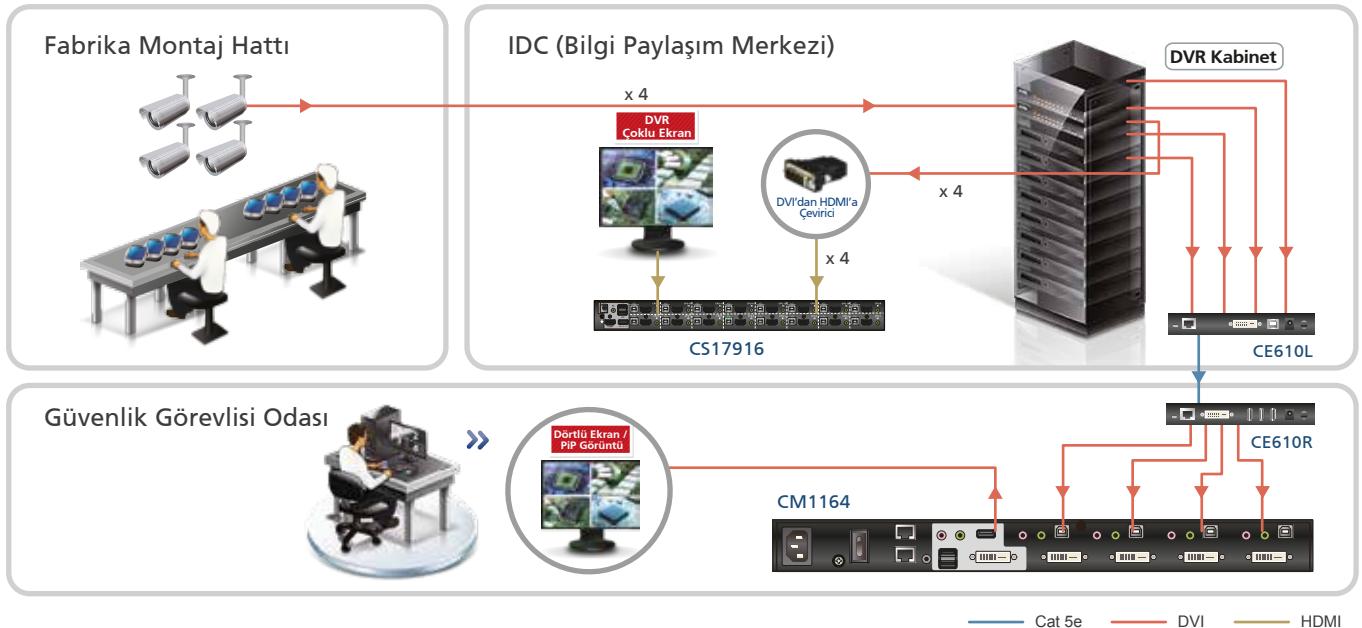 Fabrika Montaj Hattı
IDC (Bilgi Paylaşım Merkezi)
DVR Kabinet
x 4
DVR
Çoklu Ekran
DVI'dan HDMI'a
Çevirici
x 4
x 4
CS17916
CE610L
Güvenlik Görevlisi Odası
Dörtlü Ekran /
PiP Görüntü
CE610R
CM1164
Cat 5e
DVI
HDMI